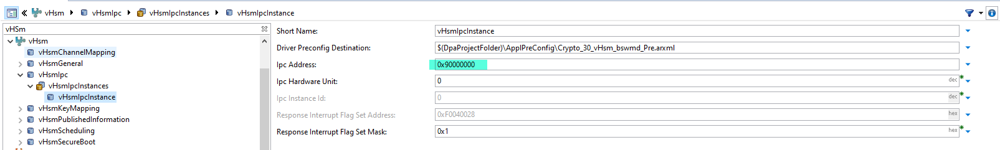 vHsm vHsmIpc vHsmIpcInstances vHsmIpcInstance
vHSm
vHsm
vHsmChannelMapping
vHsmGeneral
vHsmIpc
vHsmIpcInstances
vHsmIpcInstance
vHsmKeyMapping
vHsmPublishedInformation
vHsmScheduling
vHsmSecureBoot
Short Name: vHsmIpcInstance
Driver Preconfig Destination: $(DpaProjectFolder)\ApplPreConfig\Crypto_30_vHsm_bswmd_Pre.arxml
Ipc Address: 0x90000000
Ipc Hardware Unit: 0 dec
Ipc Instance Id: 0 dec
Response Interrupt Flag Set Address: 0xF0040028 hex
Response Interrupt Flag Set Mask: 0x1 hex